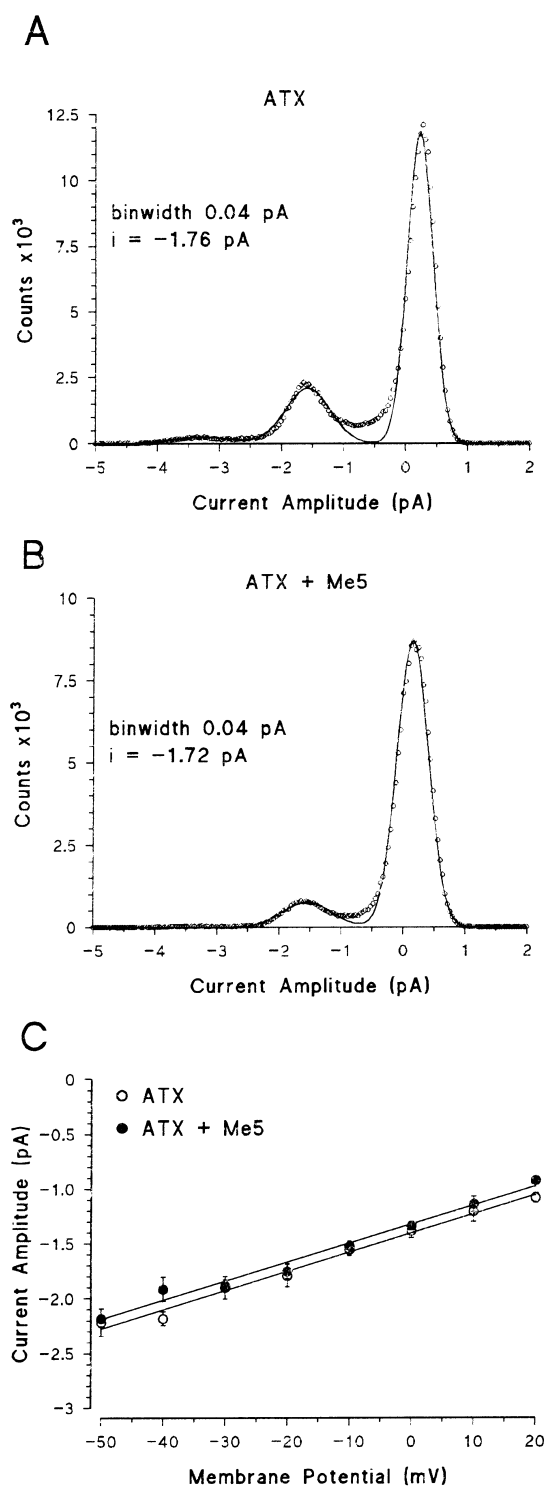 A
ATX
12.5
10
7.5
5
2.5
0
Counts x10³
binwidth 0.04 pA
i = −1.76 pA
−5 −4 −3 −2 −1 0 1 2
Current Amplitude (pA)
B
ATX + Me5
10
7.5
5
2.5
0
Counts x10³
binwidth 0.04 pA
i = −1.72 pA
−5 −4 −3 −2 −1 0 1 2
Current Amplitude (pA)
C
0
−0.5
−1.0
−1.5
−2.0
−2.5
−3
Current Amplitude (pA)
ATX
ATX + Me5
−50 −40 −30 −20 −10 0 10 20
Membrane Potential (mV)